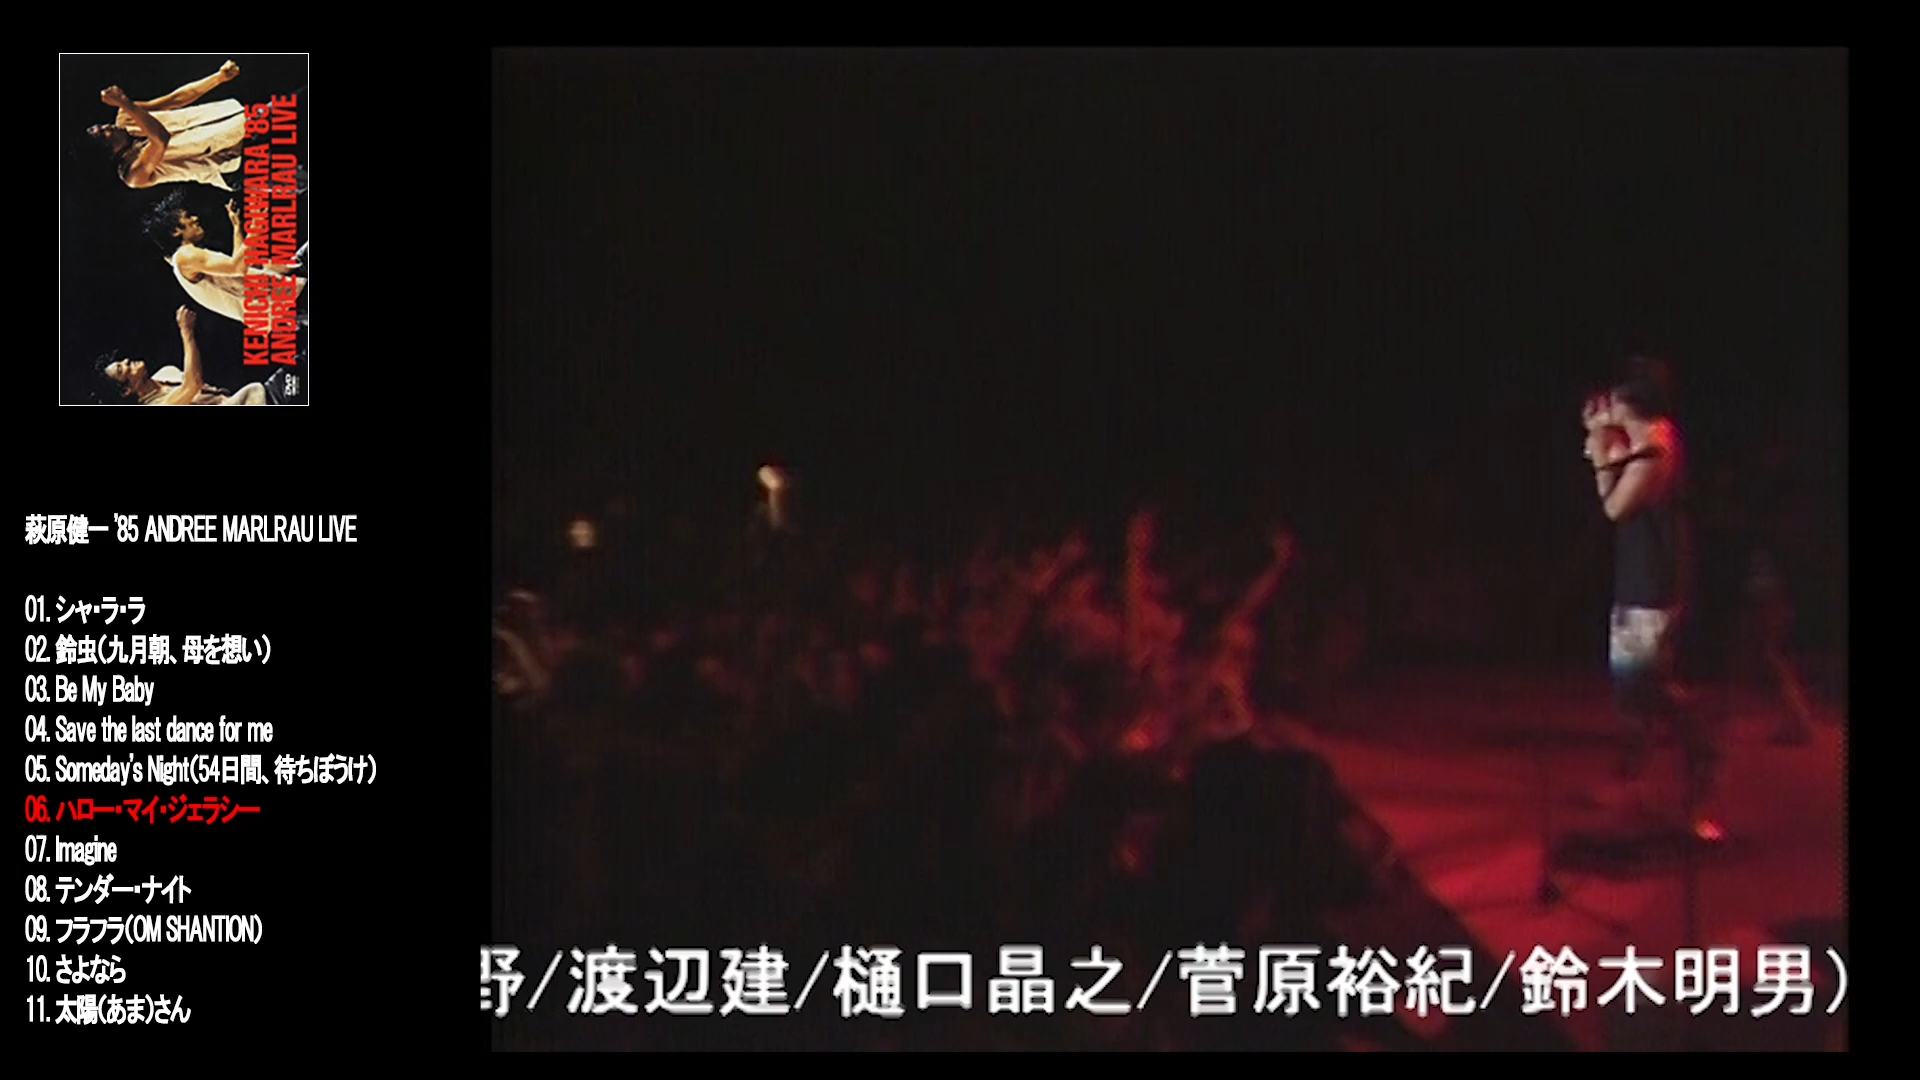 KENICHI HAGIWARA '85
ANDREE MARLRAU LIVE
DVD
萩原健一 '85 ANDREE MARLRAU LIVE
01. シャ・ラ・ラ
02. 鈴虫(九月朝、母を想い)
03. Be My Baby
04. Save the last dance for me
05. Someday's Night(54日間、待ちぼうけ)
06. ハロー・マイ・ジェラシー
07. Imagine
08. テンダー・ナイト
09. フラフラ(OM SHANTION)
10. さよなら
11. 太陽(あま)さん
野/渡辺建/樋口晶之/菅原裕紀/鈴木明男)